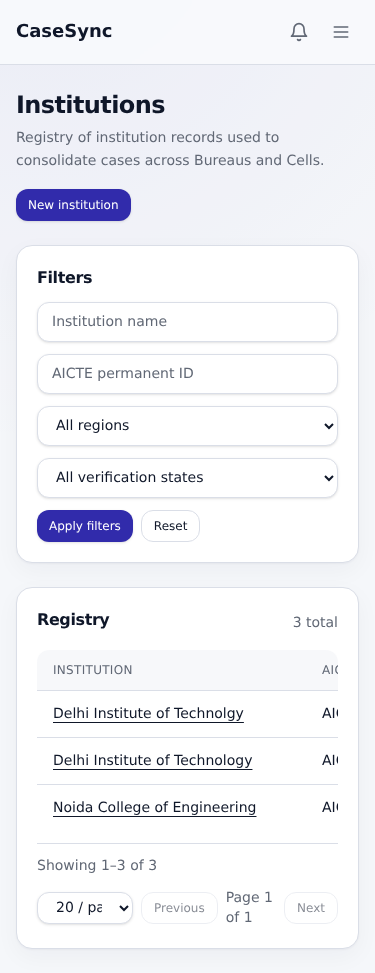 CaseSync
Institutions
Registry of institution records used to
consolidate cases across Bureaus and Cells.
New institution
Filters
Institution name
AICTE permanent ID
All regions
All verification states
Apply filters
Reset
Registry
3 total
INSTITUTION
Delhi Institute of Technolgy
Delhi Institute of Technology
Noida College of Engineering
Showing 1–3 of 3
20 / pa
Previous
Page 1
of 1
Next